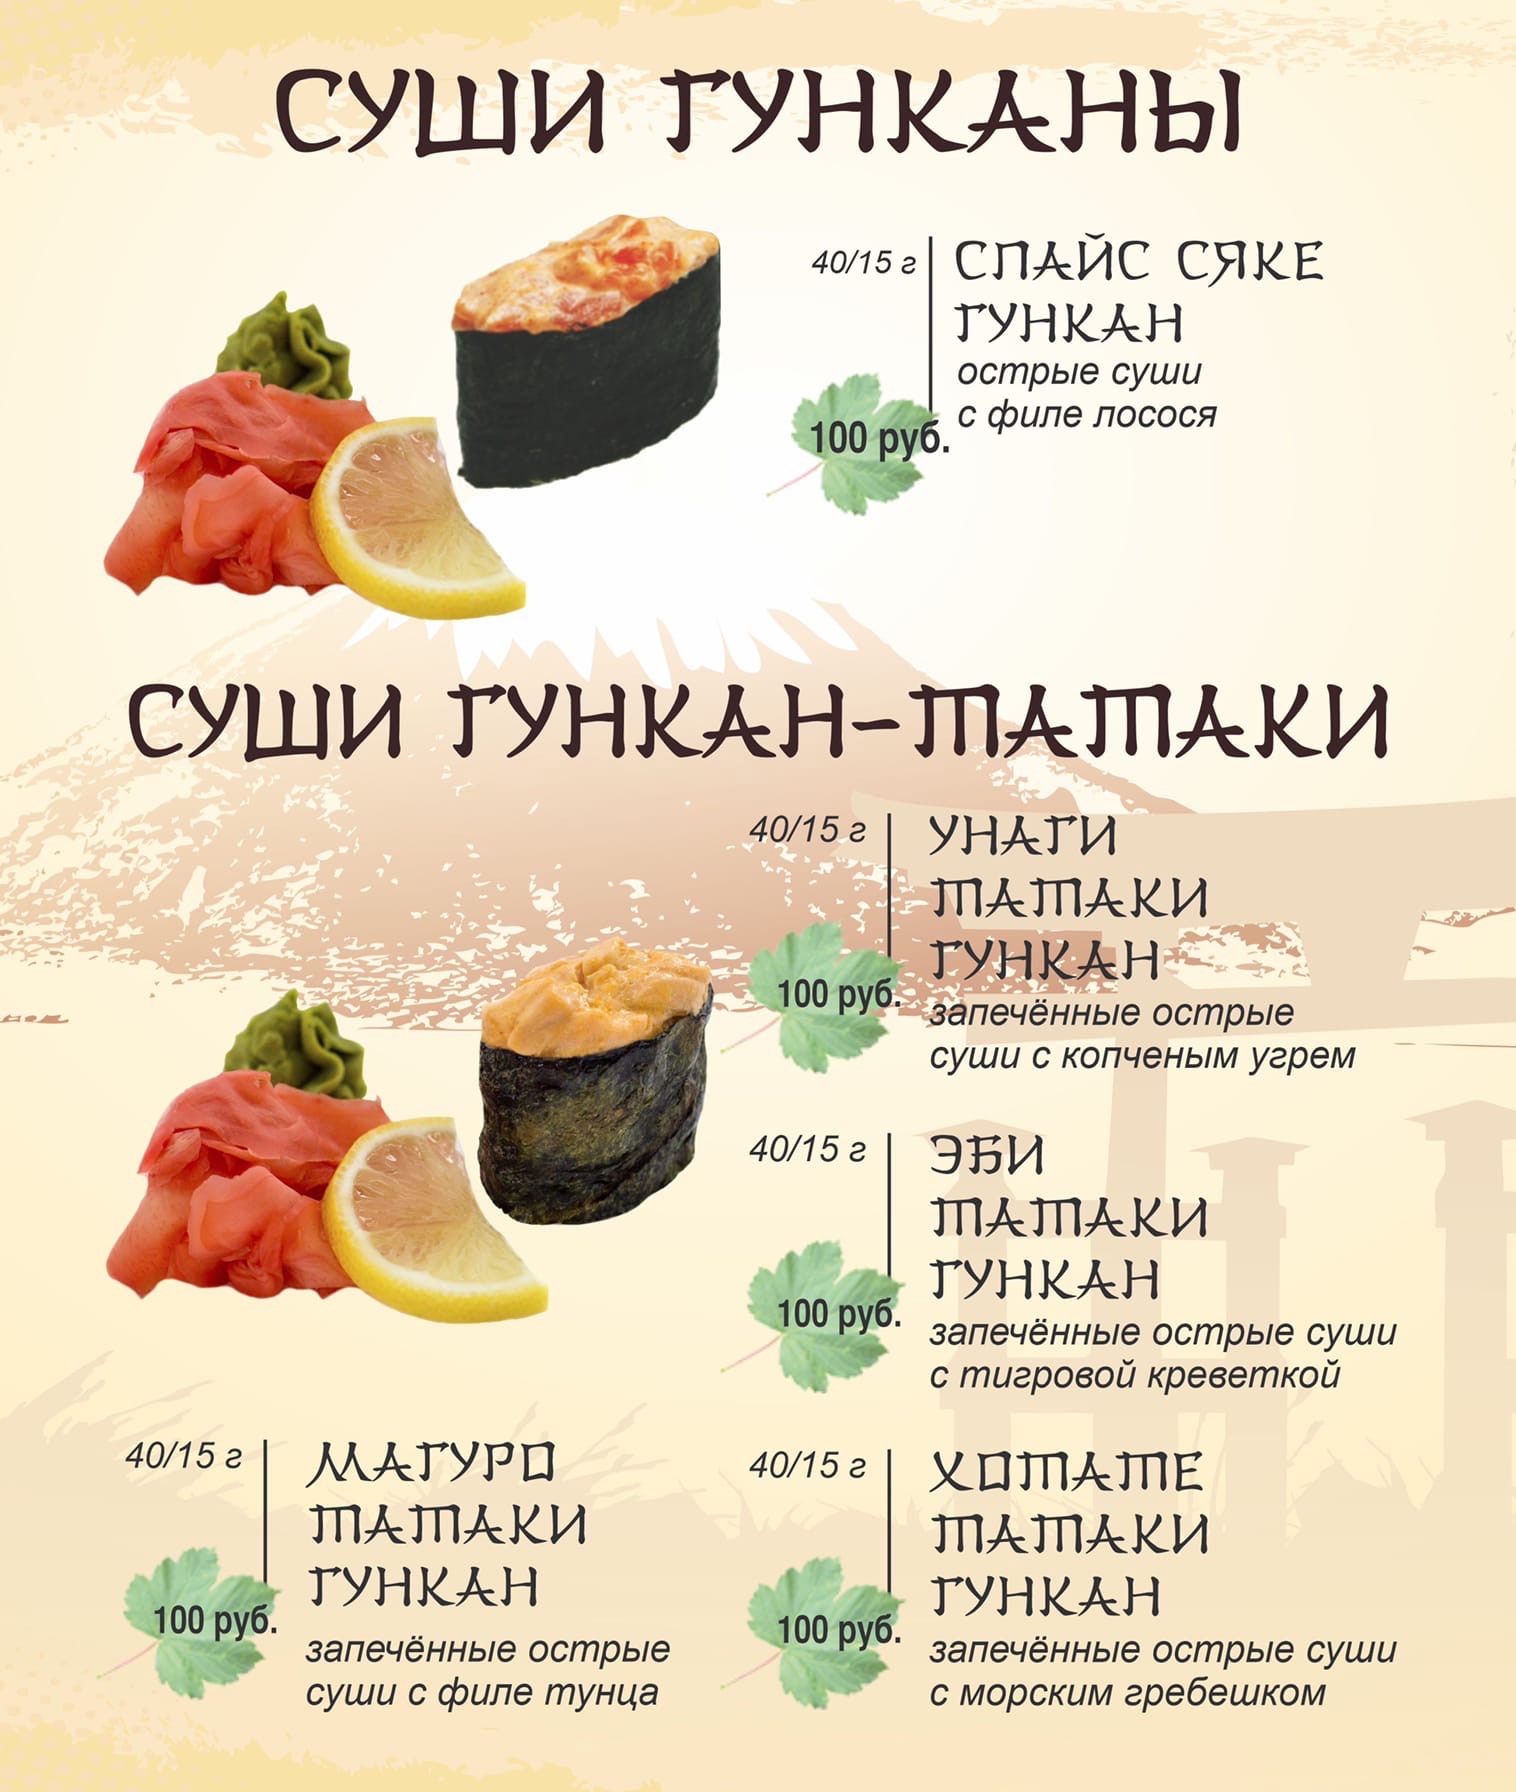 СУШИ ГУНКАНЫ
40/15 г
СПАЙС СЯКЕ
ГУНКАН
острые суши
с филе лосося
100 руб.
СУШИ ГУНКАН-ТАТАКИ
40/15 г
УНАГИ
ТАТАКИ
ГУНКАН
100 руб.
запечённые острые
суши с копченым угрем
40/15 г
ЭБИ
ТАТАКИ
ГУНКАН
100 руб.
запечённые острые суши
с тигровой креветкой
40/15 г
МАГУРО
ТАТАКИ
ГУНКАН
100 руб.
запечённые острые
суши с филе тунца
40/15 г
ХОТАТЕ
ТАТАКИ
ГУНКАН
100 руб.
запечённые острые суши
с морским гребешком